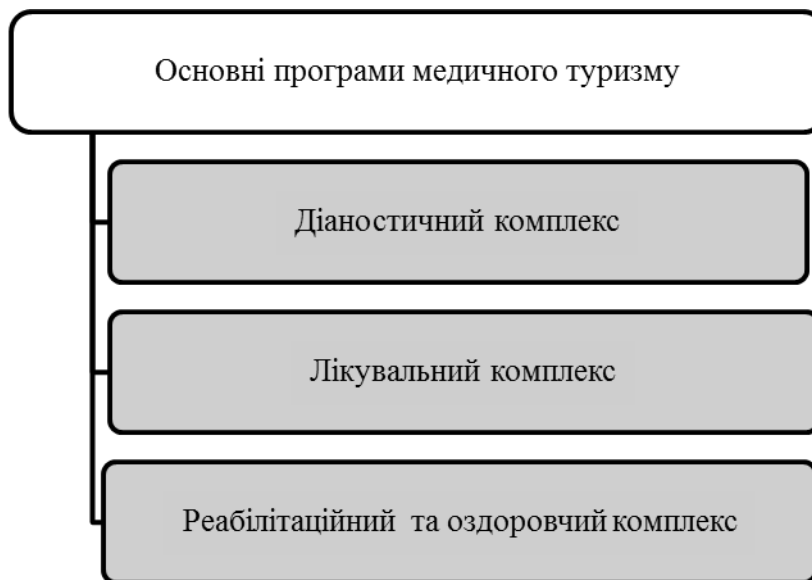 Основні програми медичного туризму
Діаностичний комплекс
Лікувальний комплекс
Реабілітаційний та оздоровчий комплекс